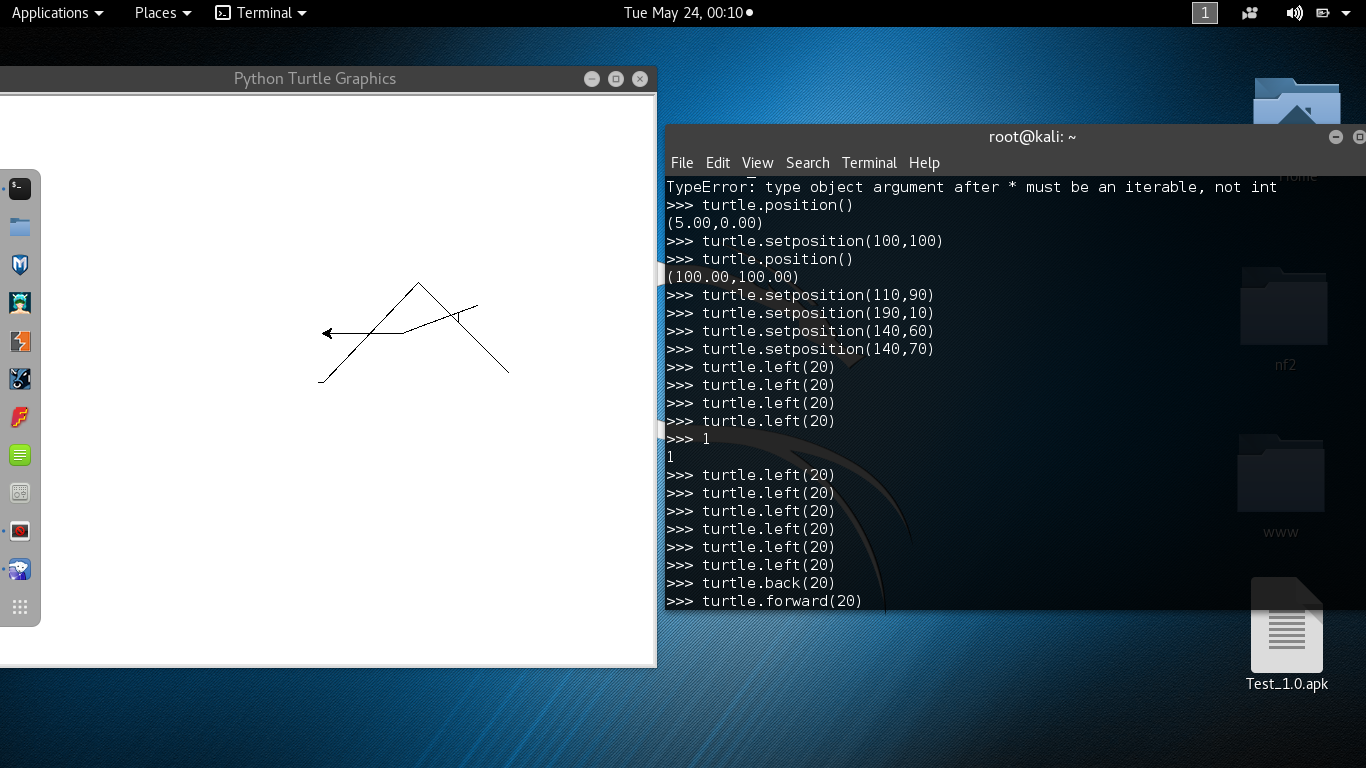 Applications Places Terminal Tue May 24, 00:10 1
Python Turtle Graphics
root@kali: ~
File Edit View Search Terminal Help
TypeError: type object argument after * must be an iterable, not int
>>> turtle.position()
(5.00,0.00)
>>> turtle.setposition(100,100)
>>> turtle.position()
(100.00,100.00)
>>> turtle.setposition(110,90)
>>> turtle.setposition(190,10)
>>> turtle.setposition(140,60)
>>> turtle.setposition(140,70)
>>> turtle.left(20)
>>> turtle.left(20)
>>> turtle.left(20)
>>> turtle.left(20)
>>> 1
1
>>> turtle.left(20)
>>> turtle.left(20)
>>> turtle.left(20)
>>> turtle.left(20)
>>> turtle.left(20)
>>> turtle.left(20)
>>> turtle.back(20)
>>> turtle.forward(20)
Home
nf2
www
Test_1.0.apk